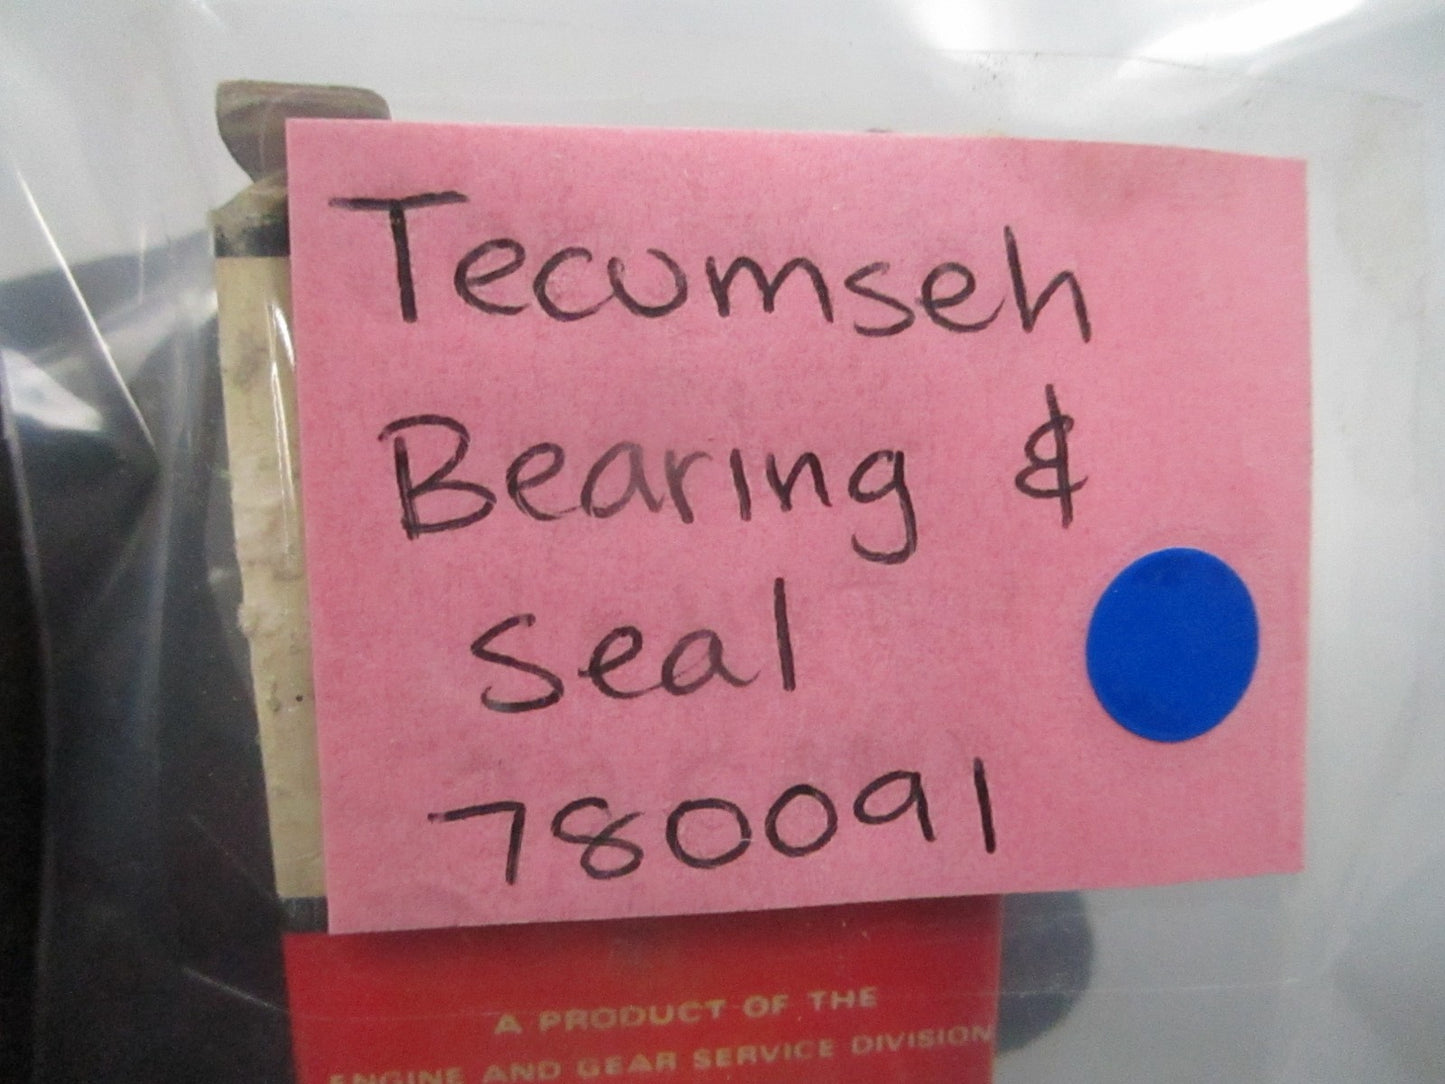 Tecumseh
Bearing &
Seal
780091
A PRODUCT OF THE
ENGINE AND GEAR SERVICE DIVISION